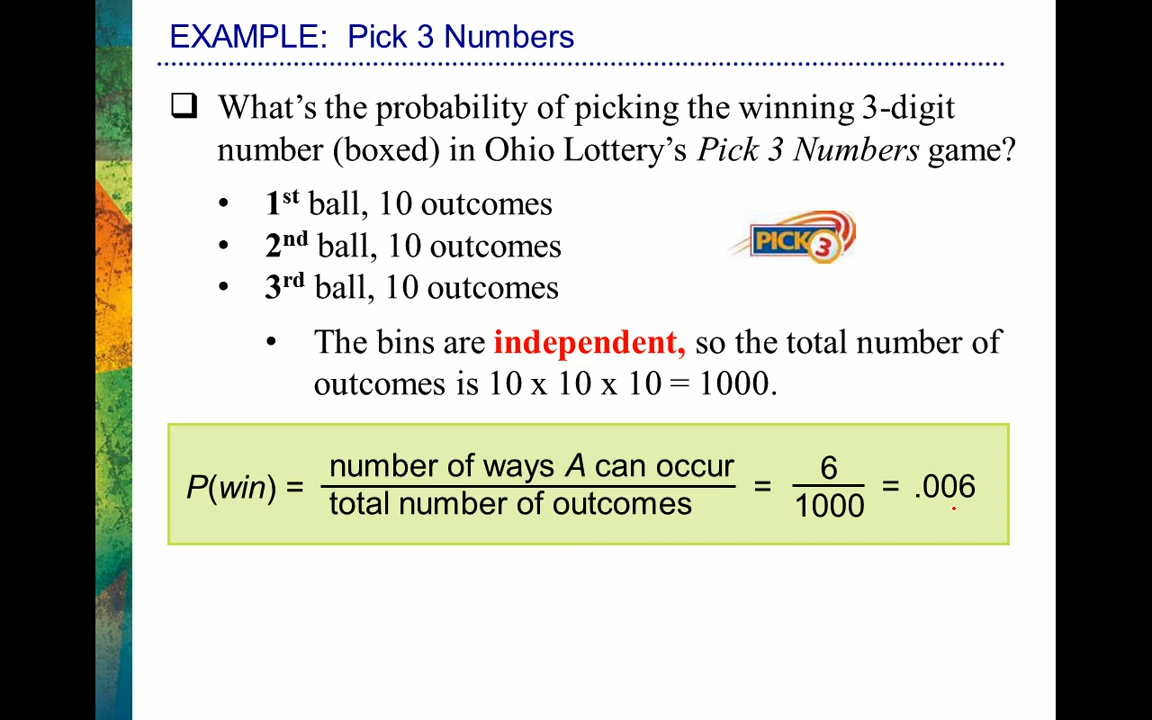 EXAMPLE: Pick 3 Numbers
❑ What's the probability of picking the winning 3-digit
number (boxed) in Ohio Lottery's Pick 3 Numbers game?
• 1st ball, 10 outcomes
• 2nd ball, 10 outcomes
PICK 3
• 3rd ball, 10 outcomes
• The bins are independent, so the total number of
outcomes is 10 x 10 x 10 = 1000.
P(win) = number of ways A can occur / total number of outcomes = 6 / 1000 = .006